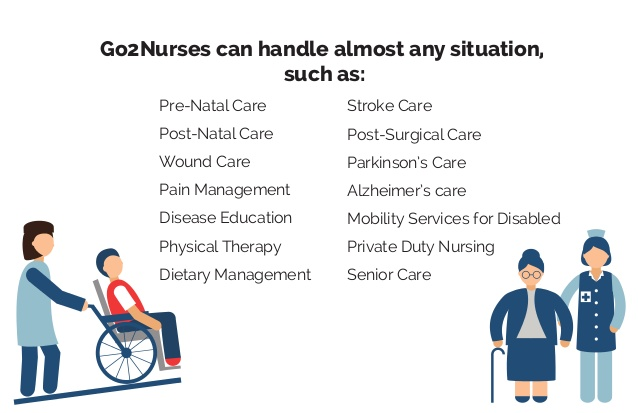 Go2Nurses can handle almost any situation,
such as:
Pre-Natal Care
Post-Natal Care
Wound Care
Pain Management
Disease Education
Physical Therapy
Dietary Management
Stroke Care
Post-Surgical Care
Parkinson's Care
Alzheimer's care
Mobility Services for Disabled
Private Duty Nursing
Senior Care